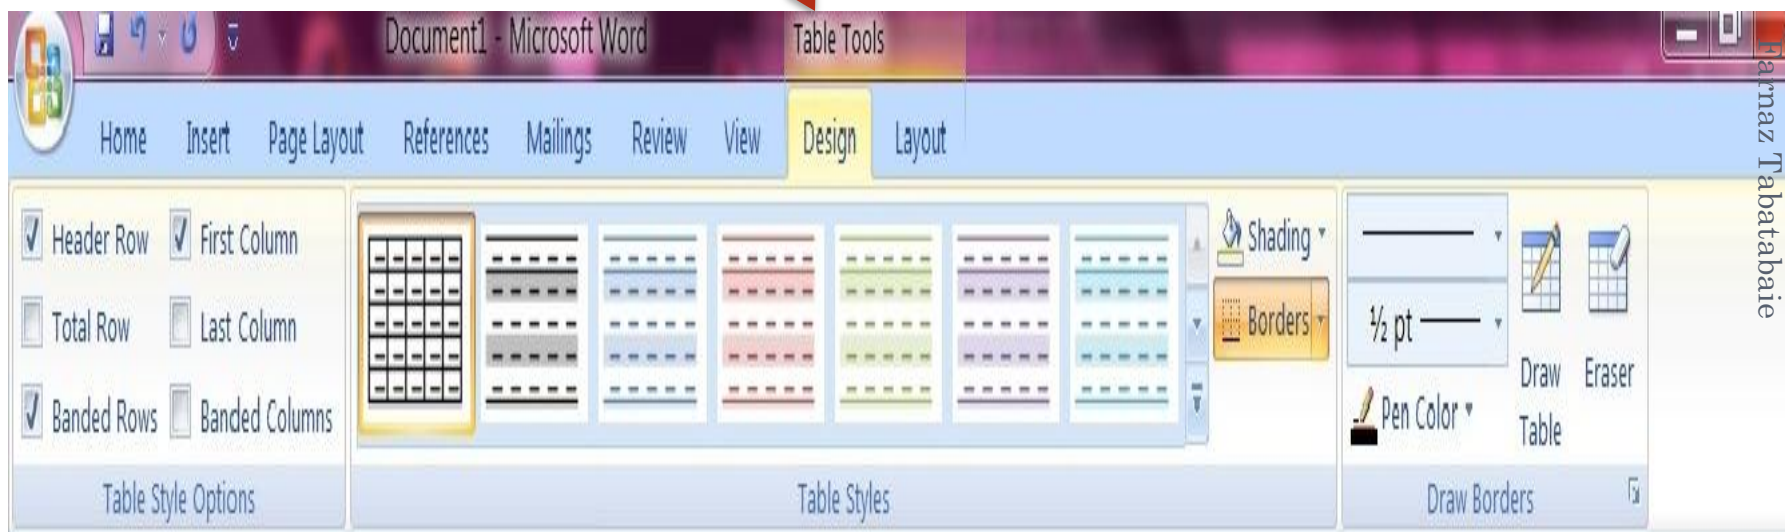 Document1 - Microsoft Word
Table Tools
Home Insert Page Layout References Mailings Review View Design Layout
Header Row First Column
Total Row Last Column
Banded Rows Banded Columns
Table Style Options
Shading
Borders
Table Styles
½ pt
Pen Color
Draw Table
Eraser
Draw Borders
Farnaz Tabatabaie